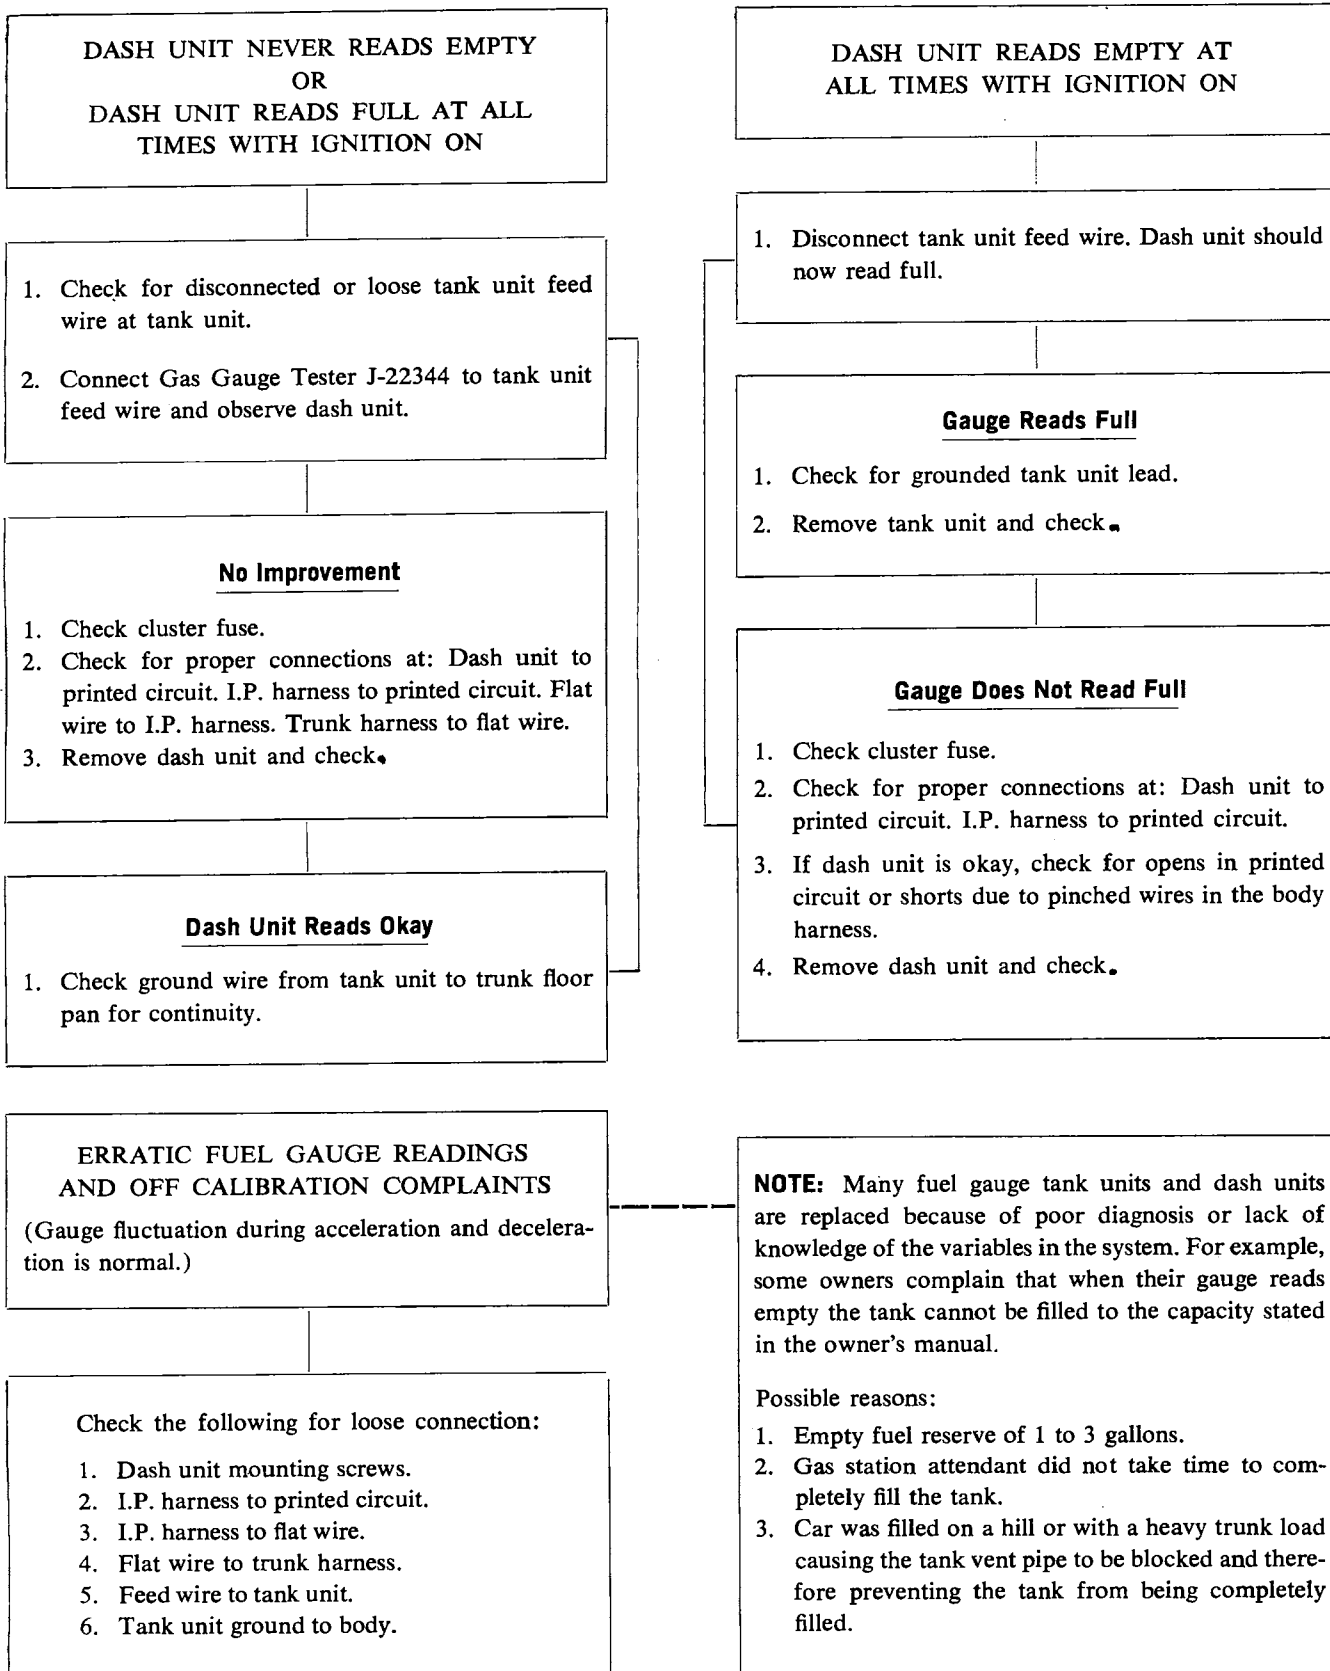 DASH UNIT NEVER READS EMPTY
OR
DASH UNIT READS FULL AT ALL
TIMES WITH IGNITION ON
1. Check for disconnected or loose tank unit feed
wire at tank unit.
2. Connect Gas Gauge Tester J-22344 to tank unit
feed wire and observe dash unit.
No Improvement
1. Check cluster fuse.
2. Check for proper connections at: Dash unit to
printed circuit. I.P. harness to printed circuit. Flat
wire to I.P. harness. Trunk harness to flat wire.
3. Remove dash unit and check.
Dash Unit Reads Okay
1. Check ground wire from tank unit to trunk floor
pan for continuity.
DASH UNIT READS EMPTY AT
ALL TIMES WITH IGNITION ON
1. Disconnect tank unit feed wire. Dash unit should
now read full.
Gauge Reads Full
1. Check for grounded tank unit lead.
2. Remove tank unit and check.
Gauge Does Not Read Full
1. Check cluster fuse.
2. Check for proper connections at: Dash unit to
printed circuit. I.P. harness to printed circuit.
3. If dash unit is okay, check for opens in printed
circuit or shorts due to pinched wires in the body
harness.
4. Remove dash unit and check.
ERRATIC FUEL GAUGE READINGS
AND OFF CALIBRATION COMPLAINTS
(Gauge fluctuation during acceleration and decelera-
tion is normal.)
Check the following for loose connection:
1. Dash unit mounting screws.
2. I.P. harness to printed circuit.
3. I.P. harness to flat wire.
4. Flat wire to trunk harness.
5. Feed wire to tank unit.
6. Tank unit ground to body.
NOTE: Many fuel gauge tank units and dash units
are replaced because of poor diagnosis or lack of
knowledge of the variables in the system. For example,
some owners complain that when their gauge reads
empty the tank cannot be filled to the capacity stated
in the owner's manual.
Possible reasons:
1. Empty fuel reserve of 1 to 3 gallons.
2. Gas station attendant did not take time to com-
pletely fill the tank.
3. Car was filled on a hill or with a heavy trunk load
causing the tank vent pipe to be blocked and there-
fore preventing the tank from being completely
filled.